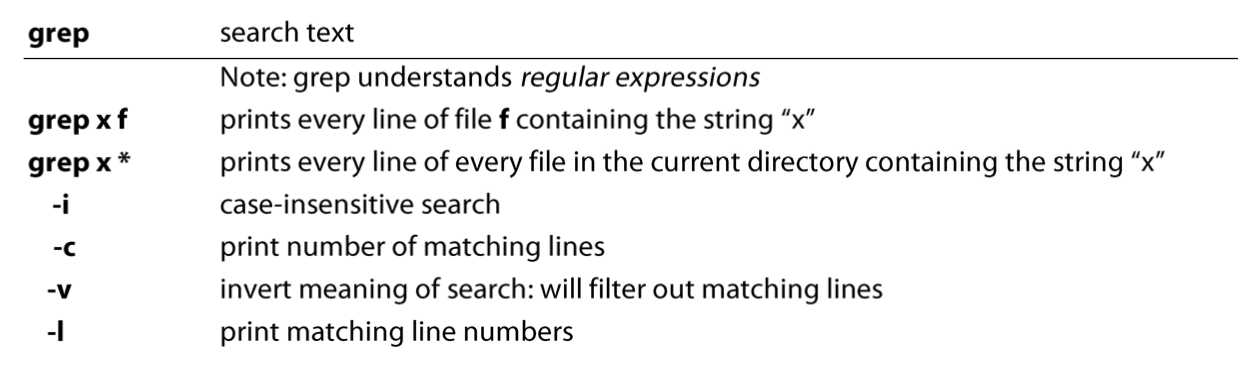 grep search text
Note: grep understands regular expressions
grep x f prints every line of file f containing the string “x”
grep x * prints every line of every file in the current directory containing the string “x”
-i case-insensitive search
-c print number of matching lines
-v invert meaning of search: will filter out matching lines
-l print matching line numbers